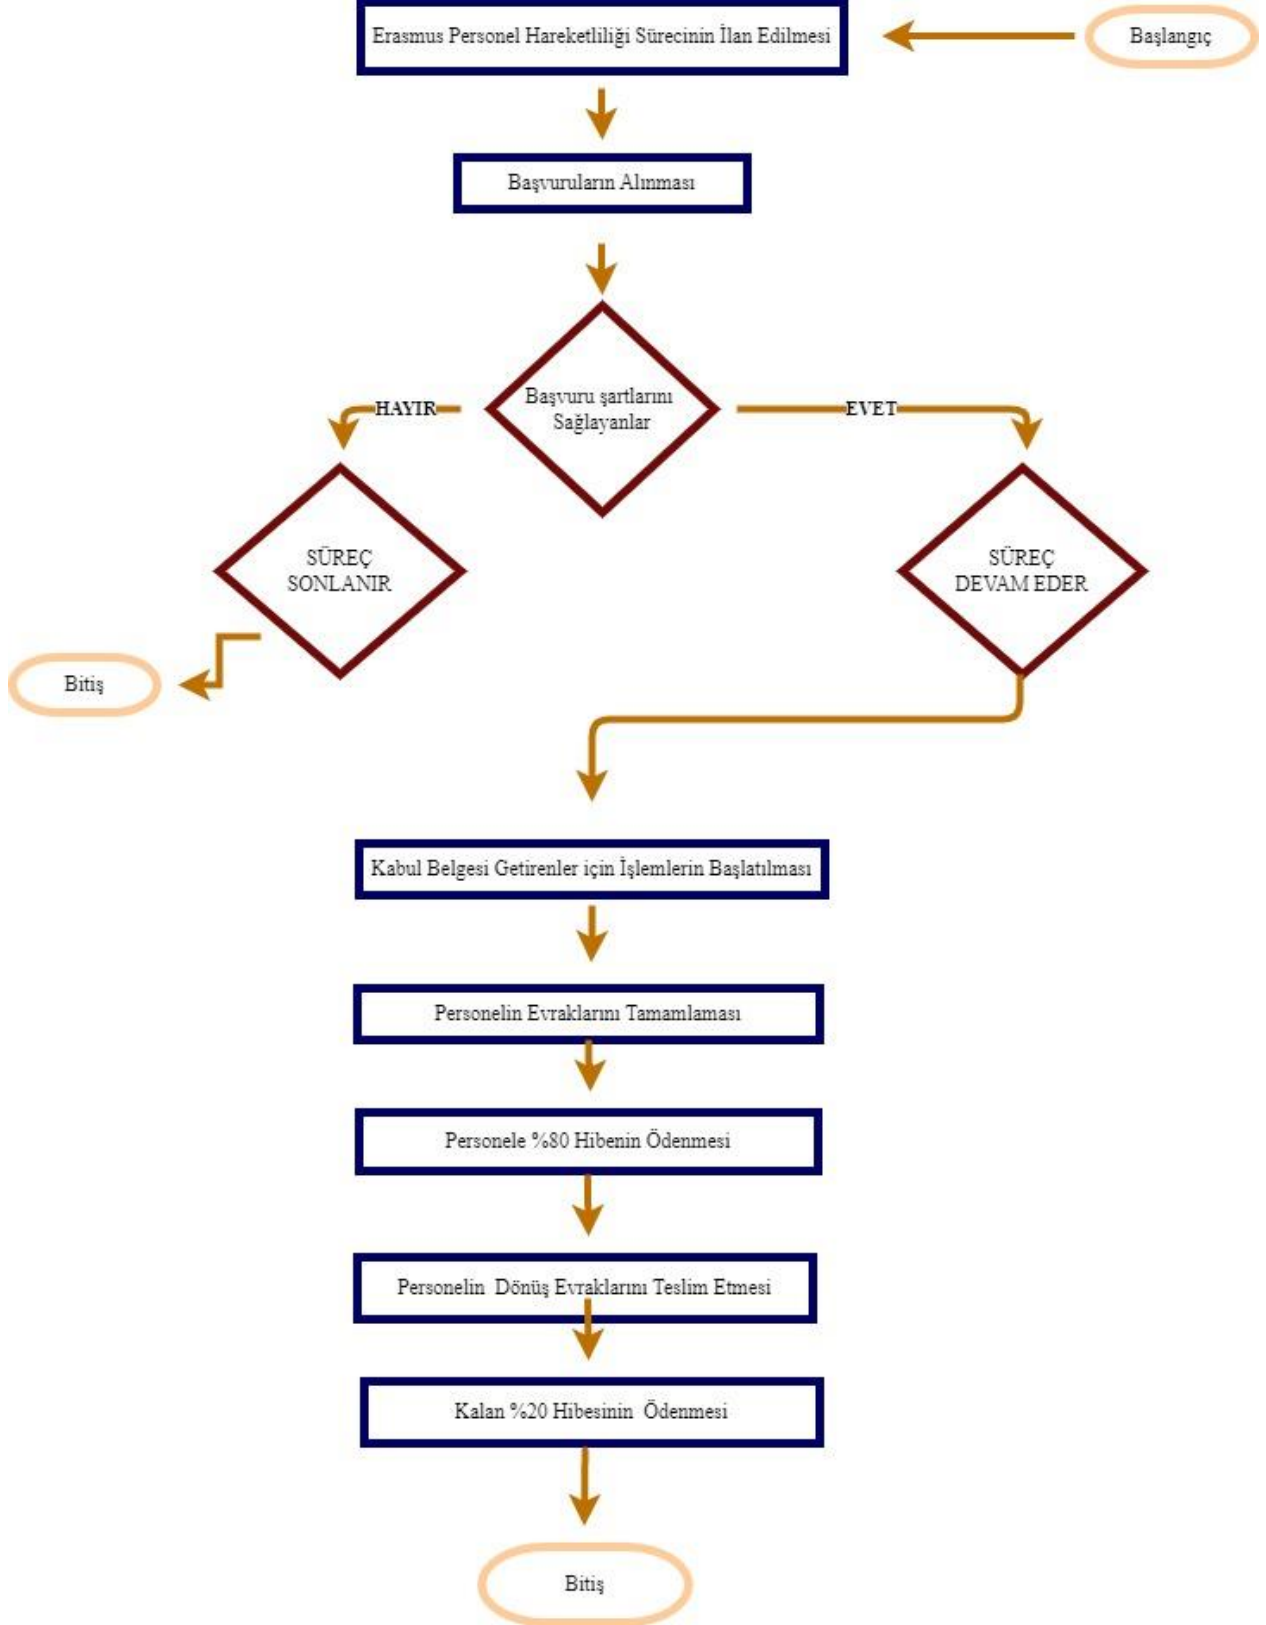 Erasmus Personel Hareketliliği Sürecinin İlan Edilmesi
Başlangıç
Başvuruların Alınması
Başvuru şartlarını
Sağlayanlar
HAYIR
EVET
SÜREÇ
SONLANIR
SÜREÇ
DEVAM EDER
Bitiş
Kabul Belgesi Getirenler için İşlemlerin Başlatılması
Personelin Evraklarını Tamamlaması
Personele %80 Hibenin Ödenmesi
Personelin Dönüş Evraklarını Teslim Etmesi
Kalan %20 Hibesinin Ödenmesi
Bitiş